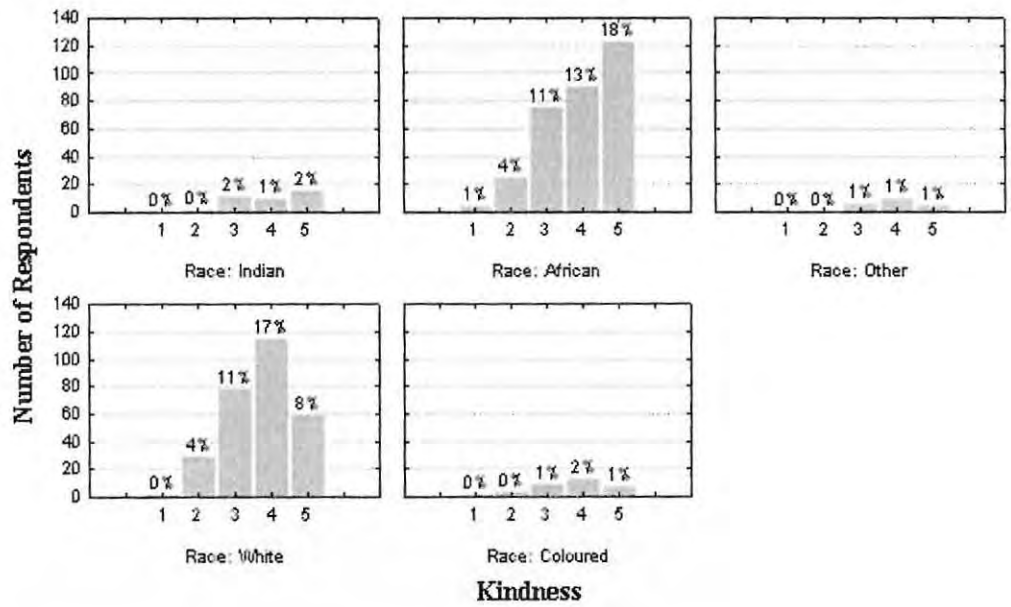 Number of Respondents
140
120
100
80
60
40
20
0
0% 0% 2% 1% 2%
1 2 3 4 5
Race: Indian
1% 4% 11% 13% 18%
1 2 3 4 5
Race: African
0% 0% 1% 1% 1%
1 2 3 4 5
Race: Other
140
120
100
80
60
40
20
0
0% 4% 11% 17% 8%
1 2 3 4 5
Race: White
0% 0% 1% 2% 1%
1 2 3 4 5
Race: Coloured
Kindness